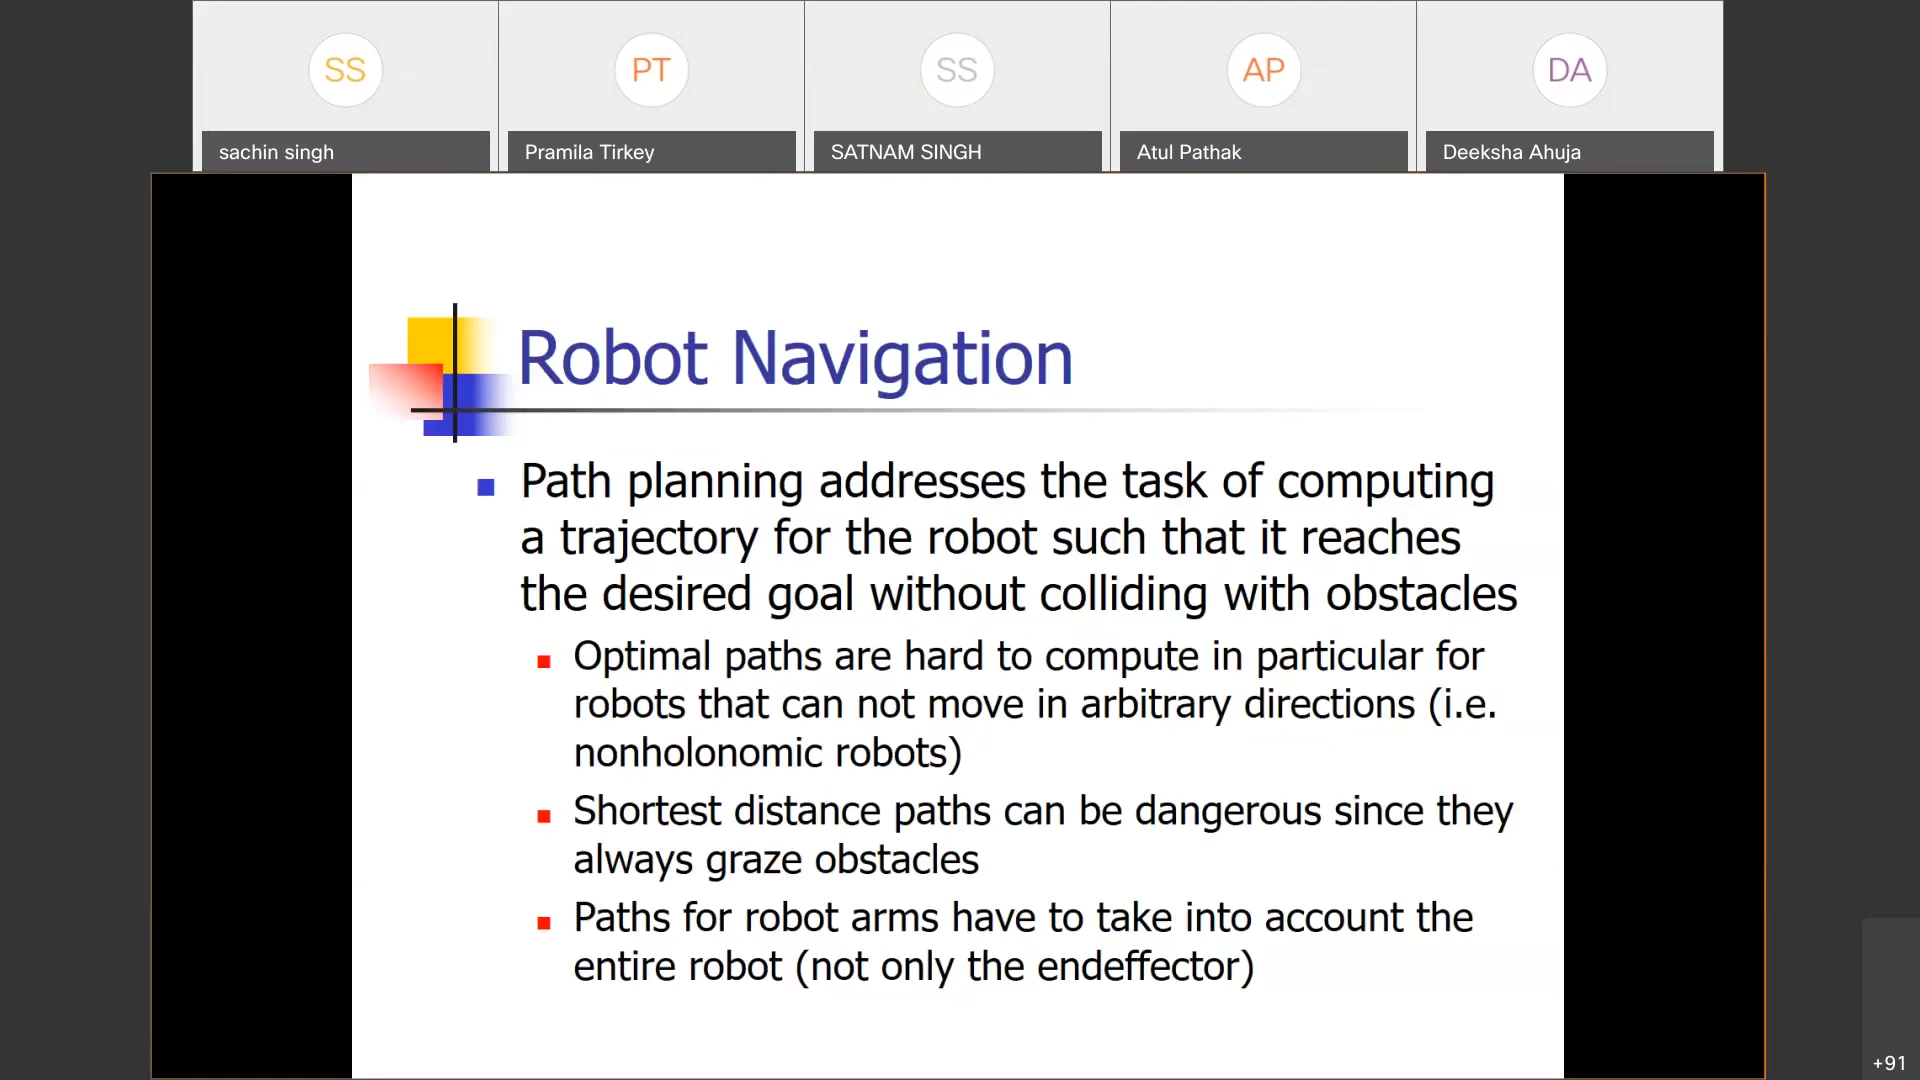 SS
PT
SS
AP
DA
sachin singh
Pramila Tirkey
SATNAM SINGH
Atul Pathak
Deeksha Ahuja
Robot Navigation
Path planning addresses the task of computing
a trajectory for the robot such that it reaches
the desired goal without colliding with obstacles
Optimal paths are hard to compute in particular for
robots that can not move in arbitrary directions (i.e.
nonholonomic robots)
Shortest distance paths can be dangerous since they
always graze obstacles
Paths for robot arms have to take into account the
entire robot (not only the endeffector)
+91